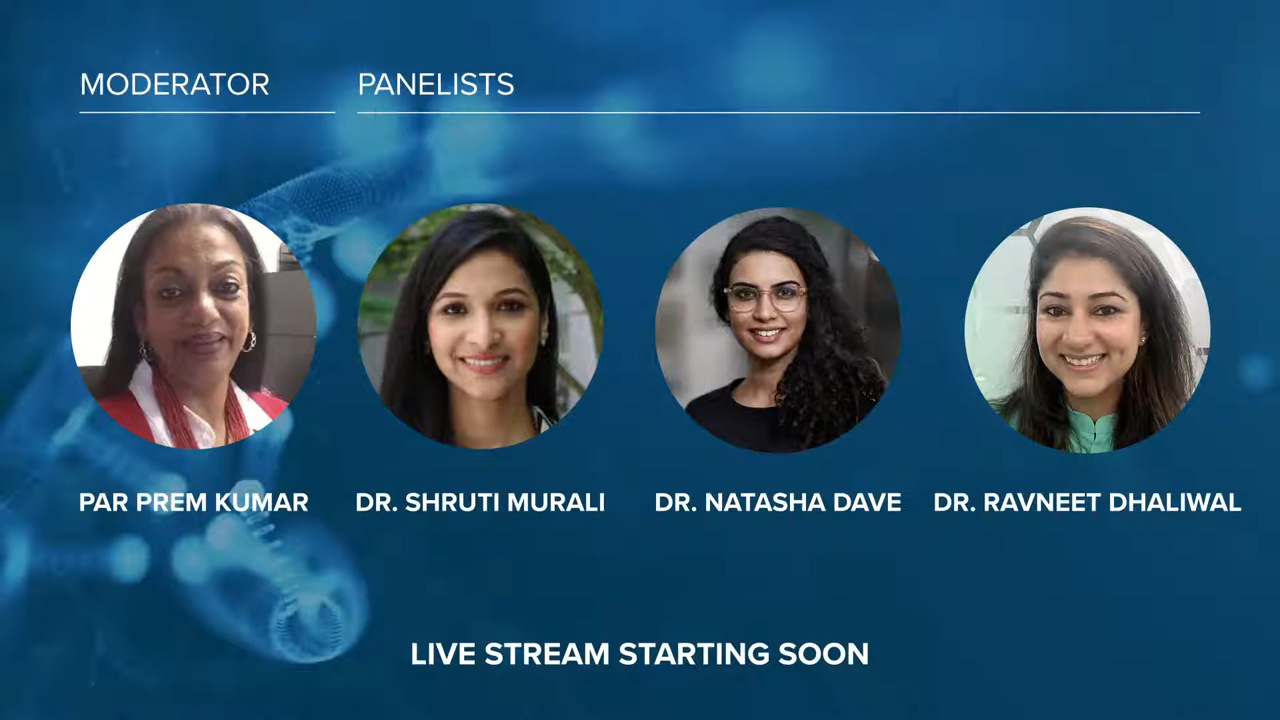 MODERATOR
PANELISTS
PAR PREM KUMAR
DR. SHRUTI MURALI
DR. NATASHA DAVE
DR. RAVNEET DHALIWAL
LIVE STREAM STARTING SOON